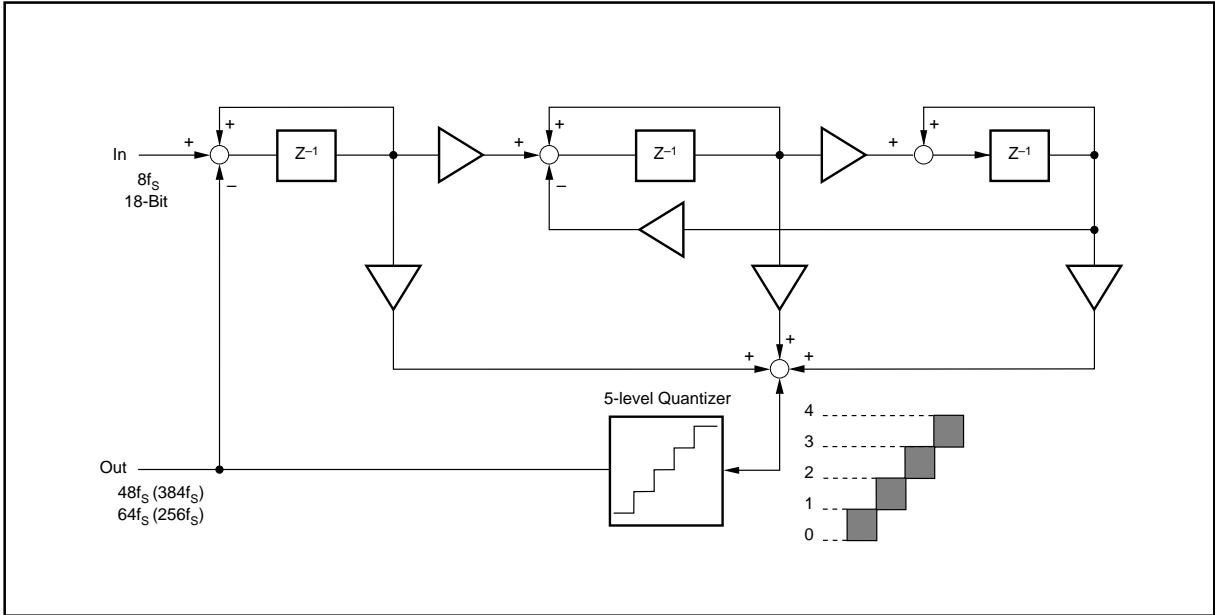 + + + + + +
In Z⁻¹ Z⁻¹ Z⁻¹
8fS
18-Bit
– –
+ + +
5-level Quantizer
4
3
2
1
0
Out
48fS (384fS)
64fS (256fS)